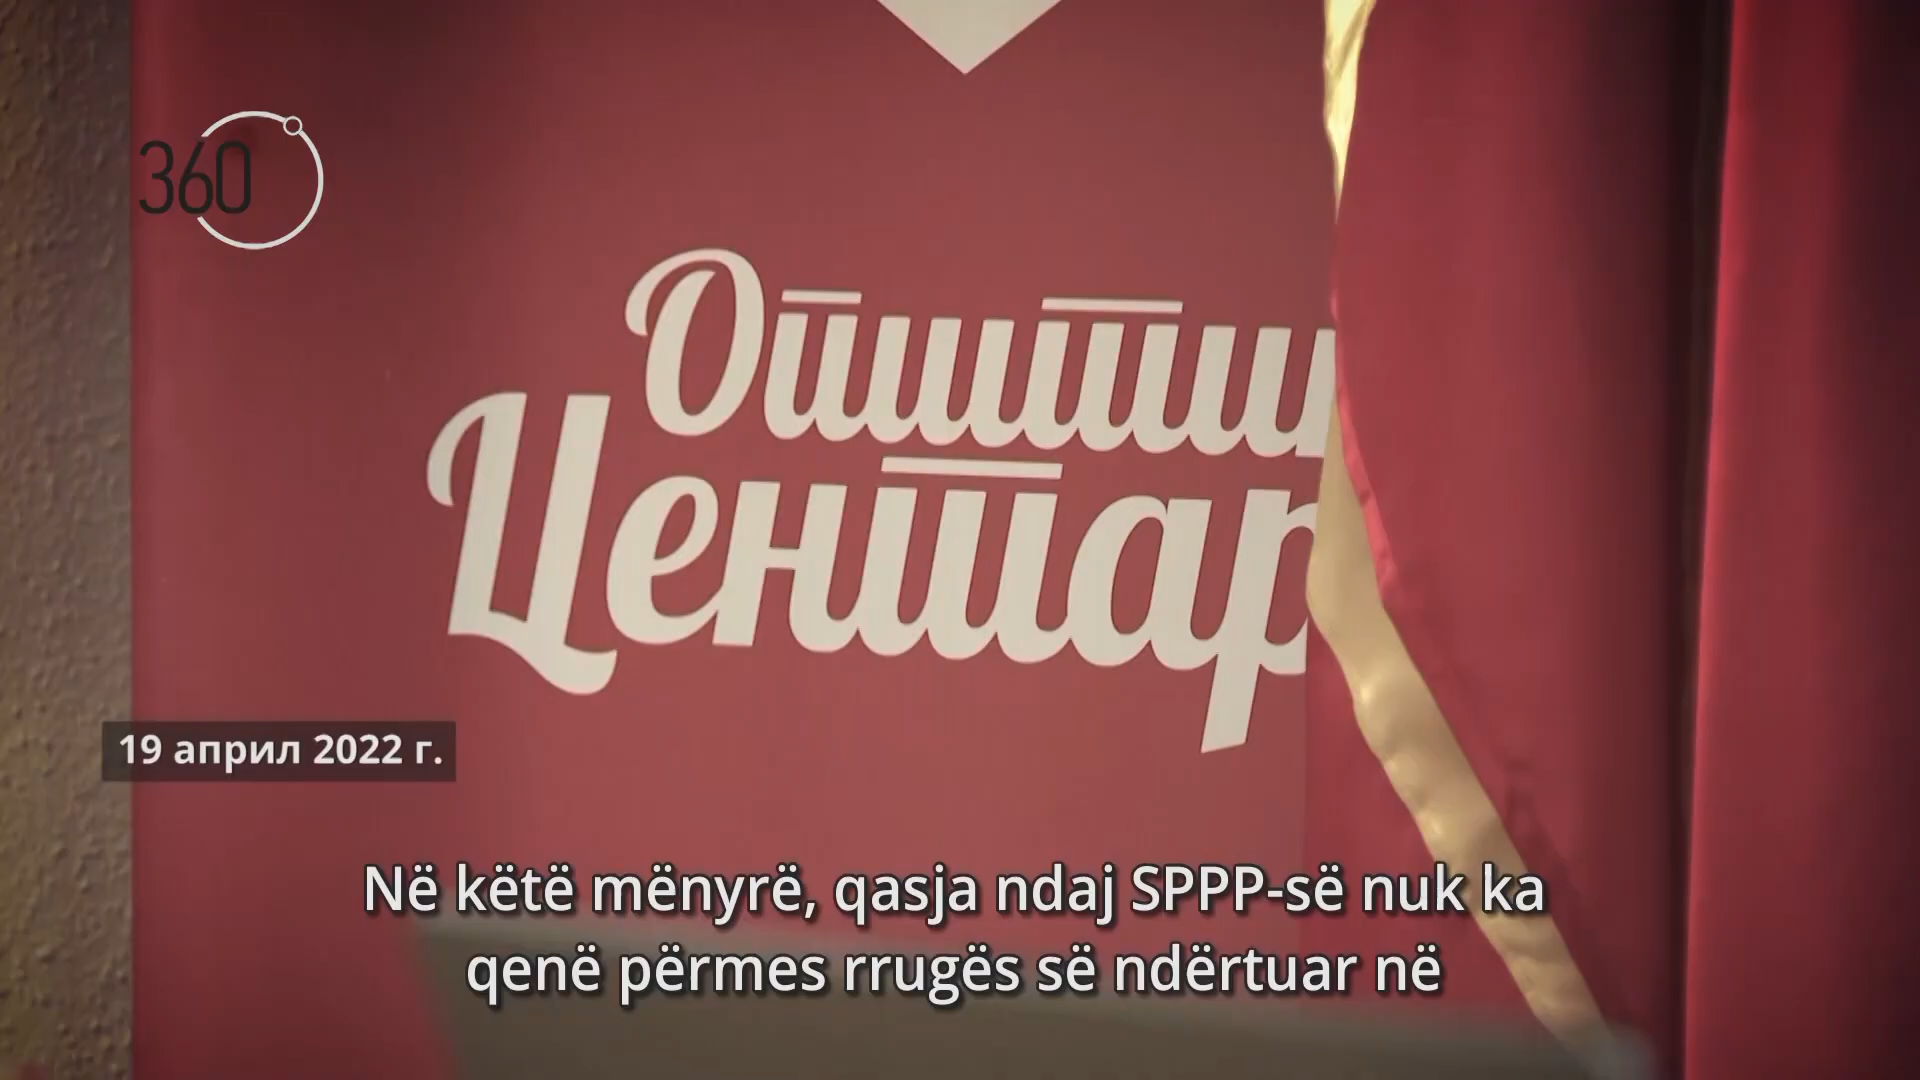 360
Општи
Центар
19 април 2022 г.
Në këtë mënyrë, qasja ndaj SPPP-së nuk ka
qenë përmes rrugës së ndërtuar në